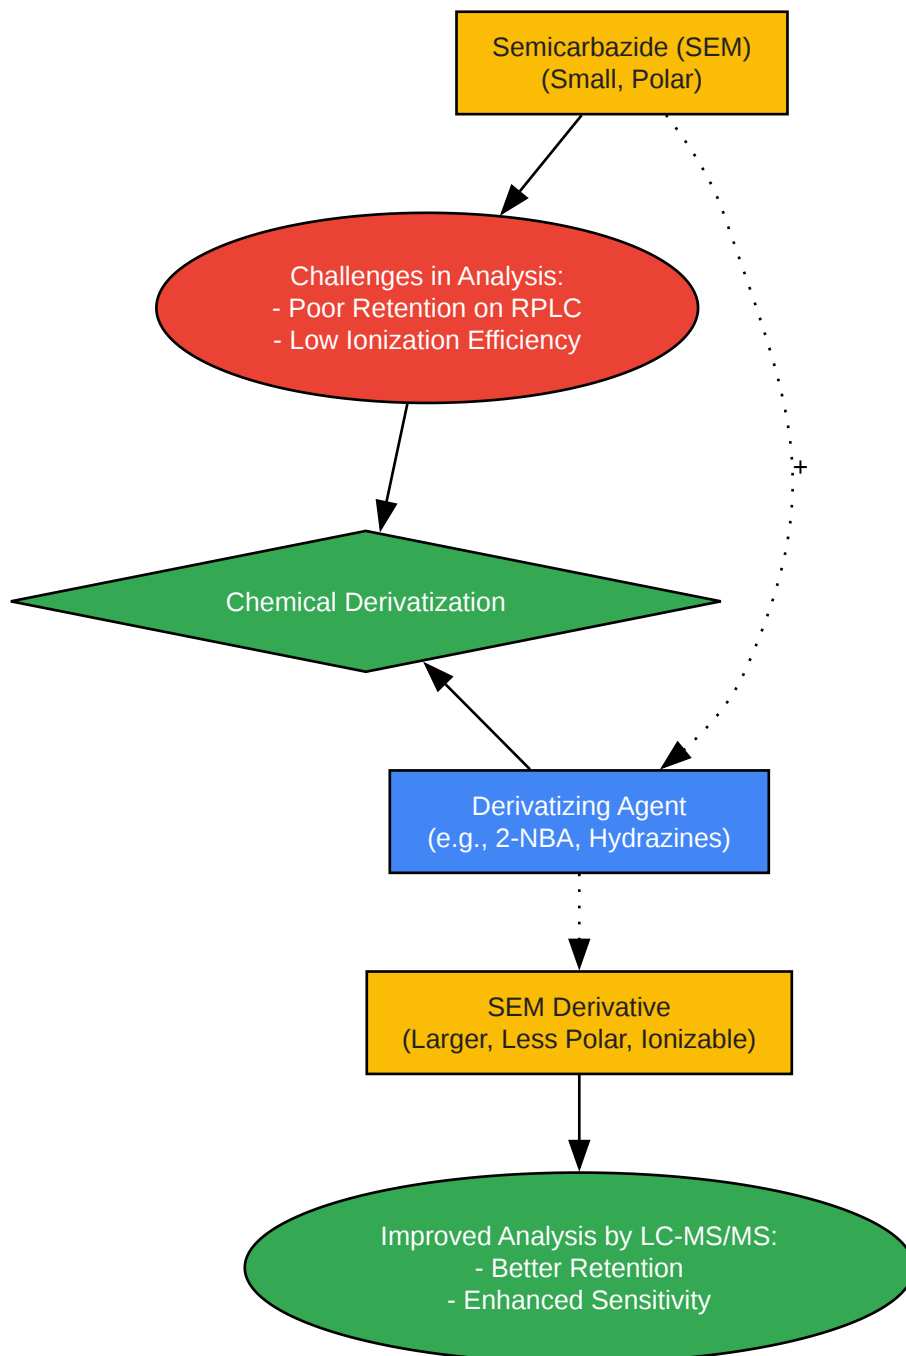 Semicarbazide (SEM)
(Small, Polar)
Challenges in Analysis:
- Poor Retention on RPLC
- Low Ionization Efficiency
+
Chemical Derivatization
Derivatizing Agent
(e.g., 2-NBA, Hydrazines)
SEM Derivative
(Larger, Less Polar, Ionizable)
Improved Analysis by LC-MS/MS:
- Better Retention
- Enhanced Sensitivity